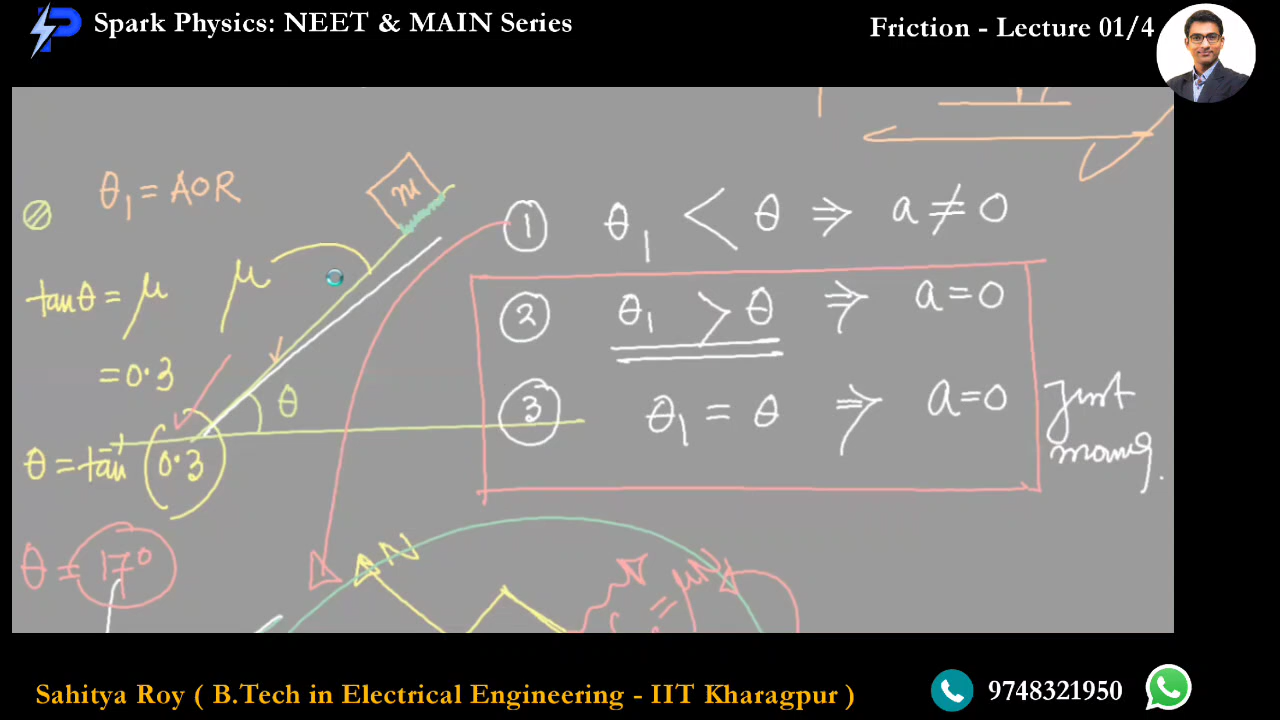 Spark Physics: NEET & MAIN Series
Friction - Lecture 01/4
θ₁ = AOR
m
tanθ = μ
μ
= 0.3
θ
θ = tan⁻¹ 0.3
θ = 17°
① θ₁ < θ ⇒ a ≠ 0
② θ₁ > θ ⇒ a = 0
③ θ₁ = θ ⇒ a = 0
Just
moving.
N
N
= μN
Sahitya Roy ( B.Tech in Electrical Engineering - IIT Kharagpur )
9748321950